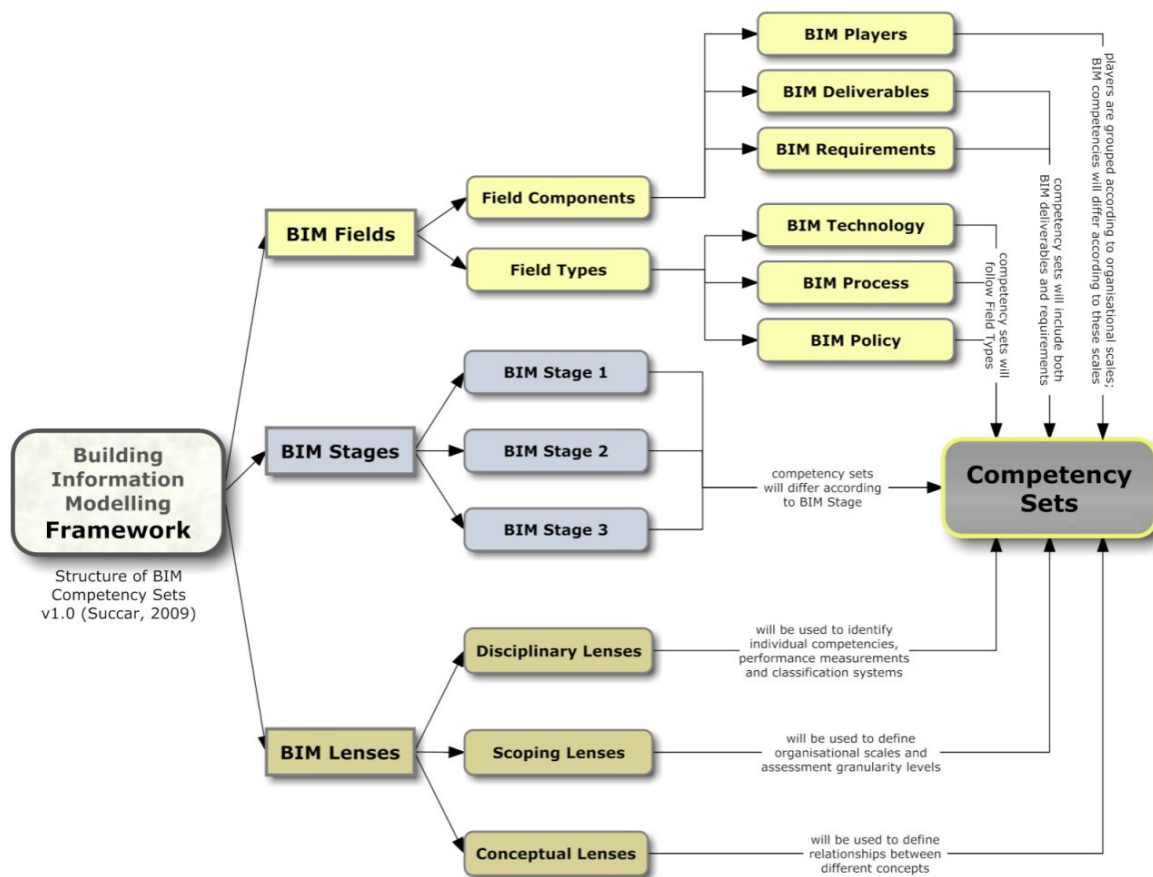 BIM Players
BIM Deliverables
BIM Requirements
Field Components
BIM Fields
Field Types
BIM Technology
BIM Process
BIM Policy
players are grouped according to organisational scales;
BIM competencies will differ according to these scales
competency sets will include both
BIM deliverables and requirements
competency sets will
follow Field Types
BIM Stage 1
BIM Stages
BIM Stage 2
BIM Stage 3
competency sets
will differ according
to BIM Stage
Competency
Sets
Building
Information
Modelling
Framework
Structure of BIM
Competency Sets
v1.0 (Succar, 2009)
Disciplinary Lenses
will be used to identify
individual competencies,
performance measurements
and classification systems
BIM Lenses
Scoping Lenses
will be used to define
organisational scales and
assessment granularity levels
Conceptual Lenses
will be used to define
relationships between
different concepts